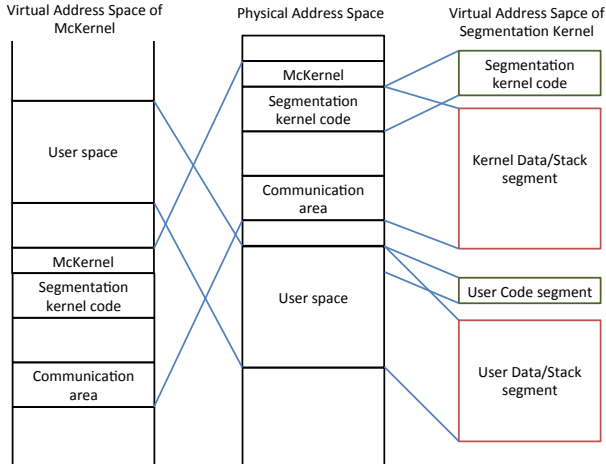 Virtual Address Space of
McKernel
User space
McKernel
Segmentation
kernel code
Communication
area
Physical Address Space
McKernel
Segmentation
kernel code
Communication
area
User space
Virtual Address Sapce of
Segmentation Kernel
Segmentation
kernel code
Kernel Data/Stack
segment
User Code segment
User Data/Stack
segment